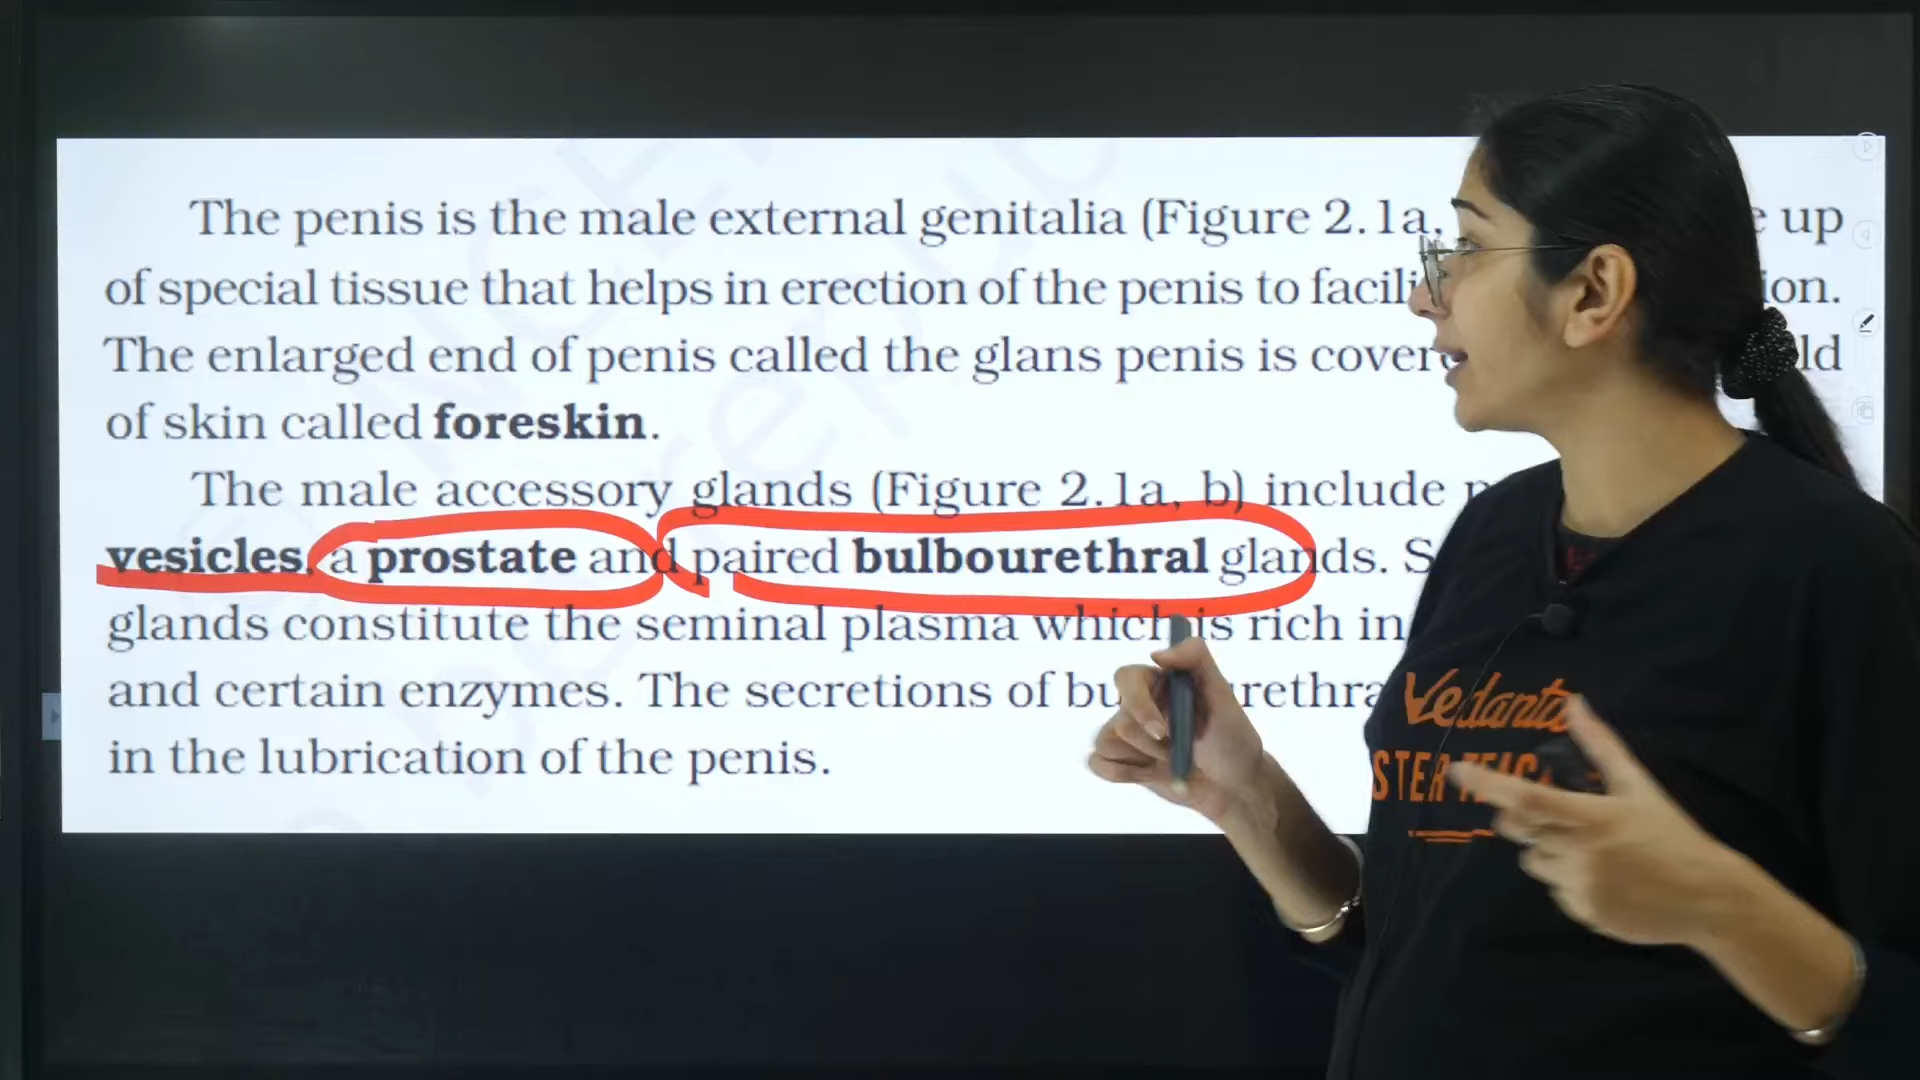 The penis is the male external genitalia (Figure 2.1a, up
of special tissue that helps in erection of the penis to
The enlarged end of penis called the glans penis is
of skin called foreskin.
The male accessory glands (Figure 2.1a, b) include
vesicles, a prostate and paired bulbourethral glands.
glands constitute the seminal plasma which is rich in
and certain enzymes. The secretions of
in the lubrication of the penis.
Vedantu